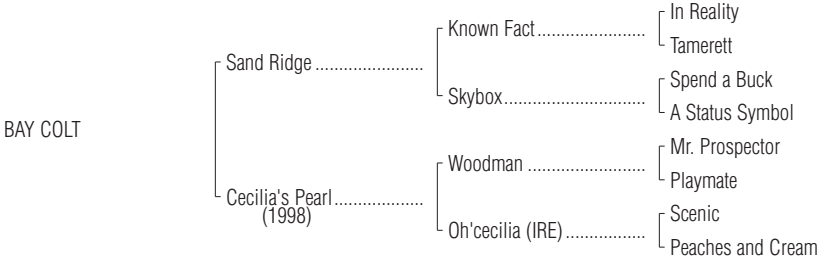 In Reality
Known Fact.......................
Tamerett
Sand Ridge .......................
Spend a Buck
Skybox...............................
A Status Symbol
BAY COLT
Mr. Prospector
Woodman ..........................
Playmate
Cecilia's Pearl....................
(1998)
Scenic
Oh'cecilia (IRE)..................
Peaches and Cream